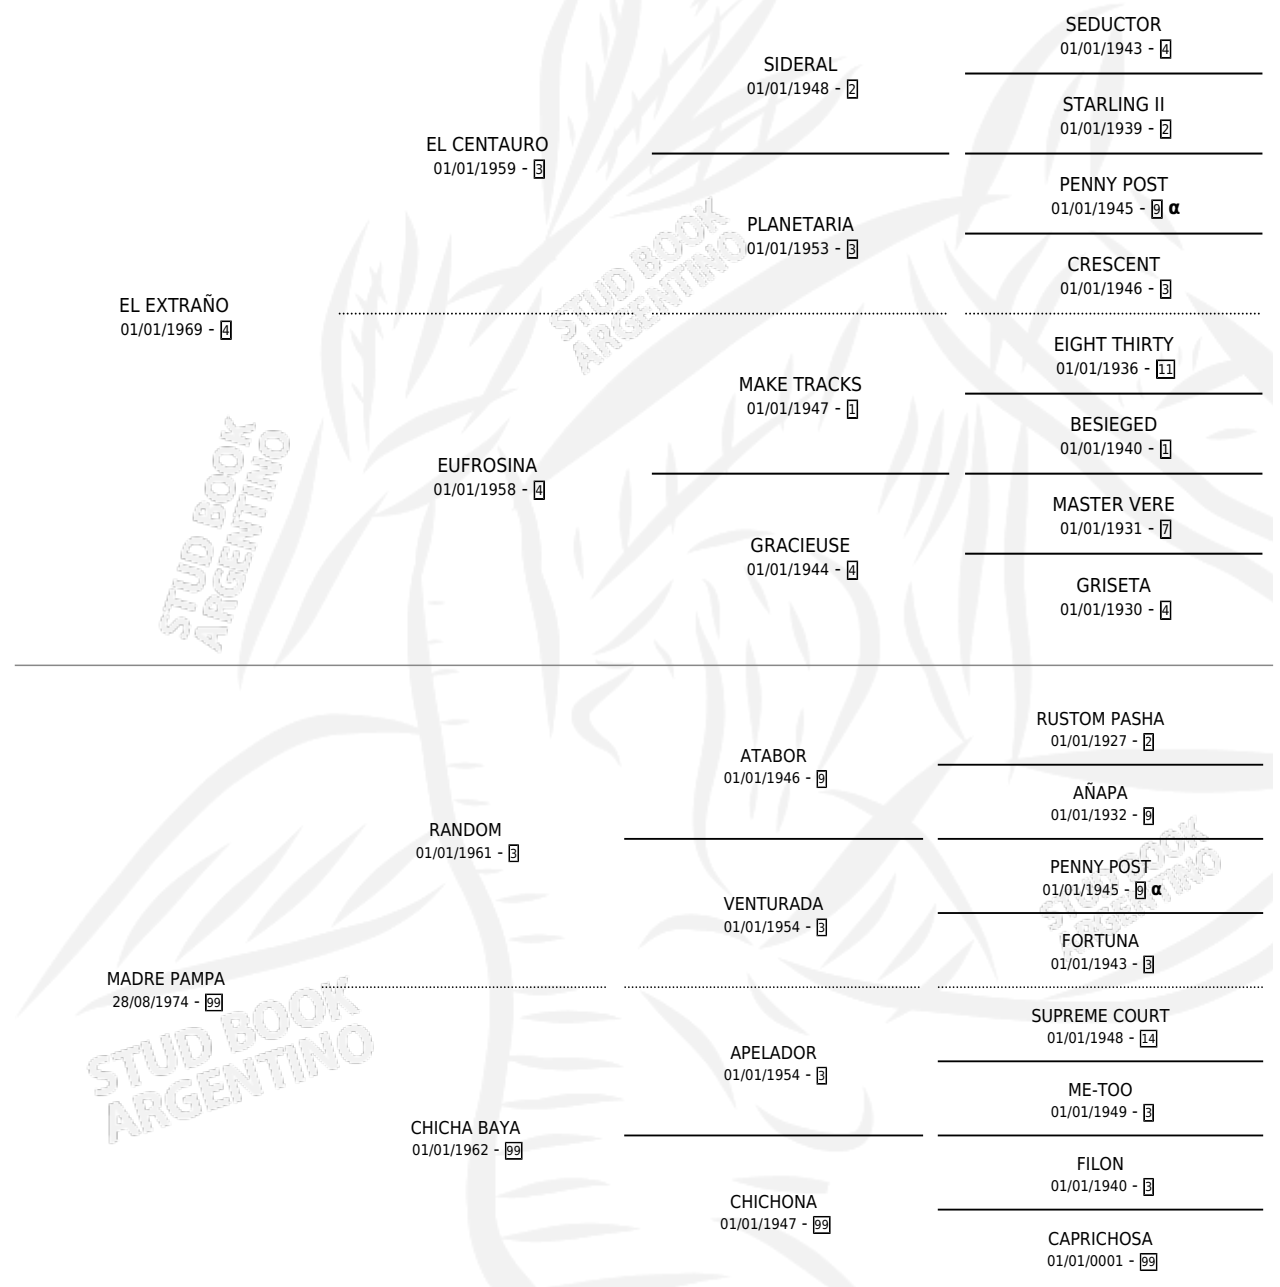 SEDUCTOR
01/01/1943 - 4
SIDERAL
01/01/1948 - 2
STARLING II
01/01/1939 - 2
EL CENTAURO
01/01/1959 - 3
PENNY POST
01/01/1945 - 9 α
PLANETARIA
01/01/1953 - 3
CRESCENT
01/01/1946 - 3
EL EXTRAÑO
01/01/1969 - 4
EIGHT THIRTY
01/01/1936 - 11
MAKE TRACKS
01/01/1947 - 1
BESIEGED
01/01/1940 - 1
EUFROSINA
01/01/1958 - 4
MASTER VERE
01/01/1931 - 7
GRACIEUSE
01/01/1944 - 4
GRISETA
01/01/1930 - 4
RUSTOM PASHA
01/01/1927 - 2
ATABOR
01/01/1946 - 9
AÑAPA
01/01/1932 - 9
RANDOM
01/01/1961 - 3
PENNY POST
01/01/1945 - 9 α
VENTURADA
01/01/1954 - 3
FORTUNA
01/01/1943 - 3
MADRE PAMPA
28/08/1974 - 99
SUPREME COURT
01/01/1948 - 14
APELADOR
01/01/1954 - 3
ME-TOO
01/01/1949 - 3
CHICHA BAYA
01/01/1962 - 99
FILON
01/01/1940 - 3
CHICHONA
01/01/1947 - 99
CAPRICHOSA
01/01/0001 - 99
STUD BOOK
ARGENTINO
STUD BOOK
ARGENTINO
STUD BOOK
ARGENTINO
STUD BOOK
ARGENTINO